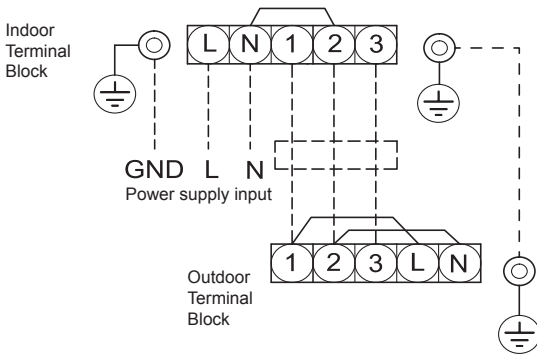 Indoor
Terminal
Block
L N 1 2 3
GND L N
Power supply input
1 2 3 L N
Outdoor
Terminal
Block